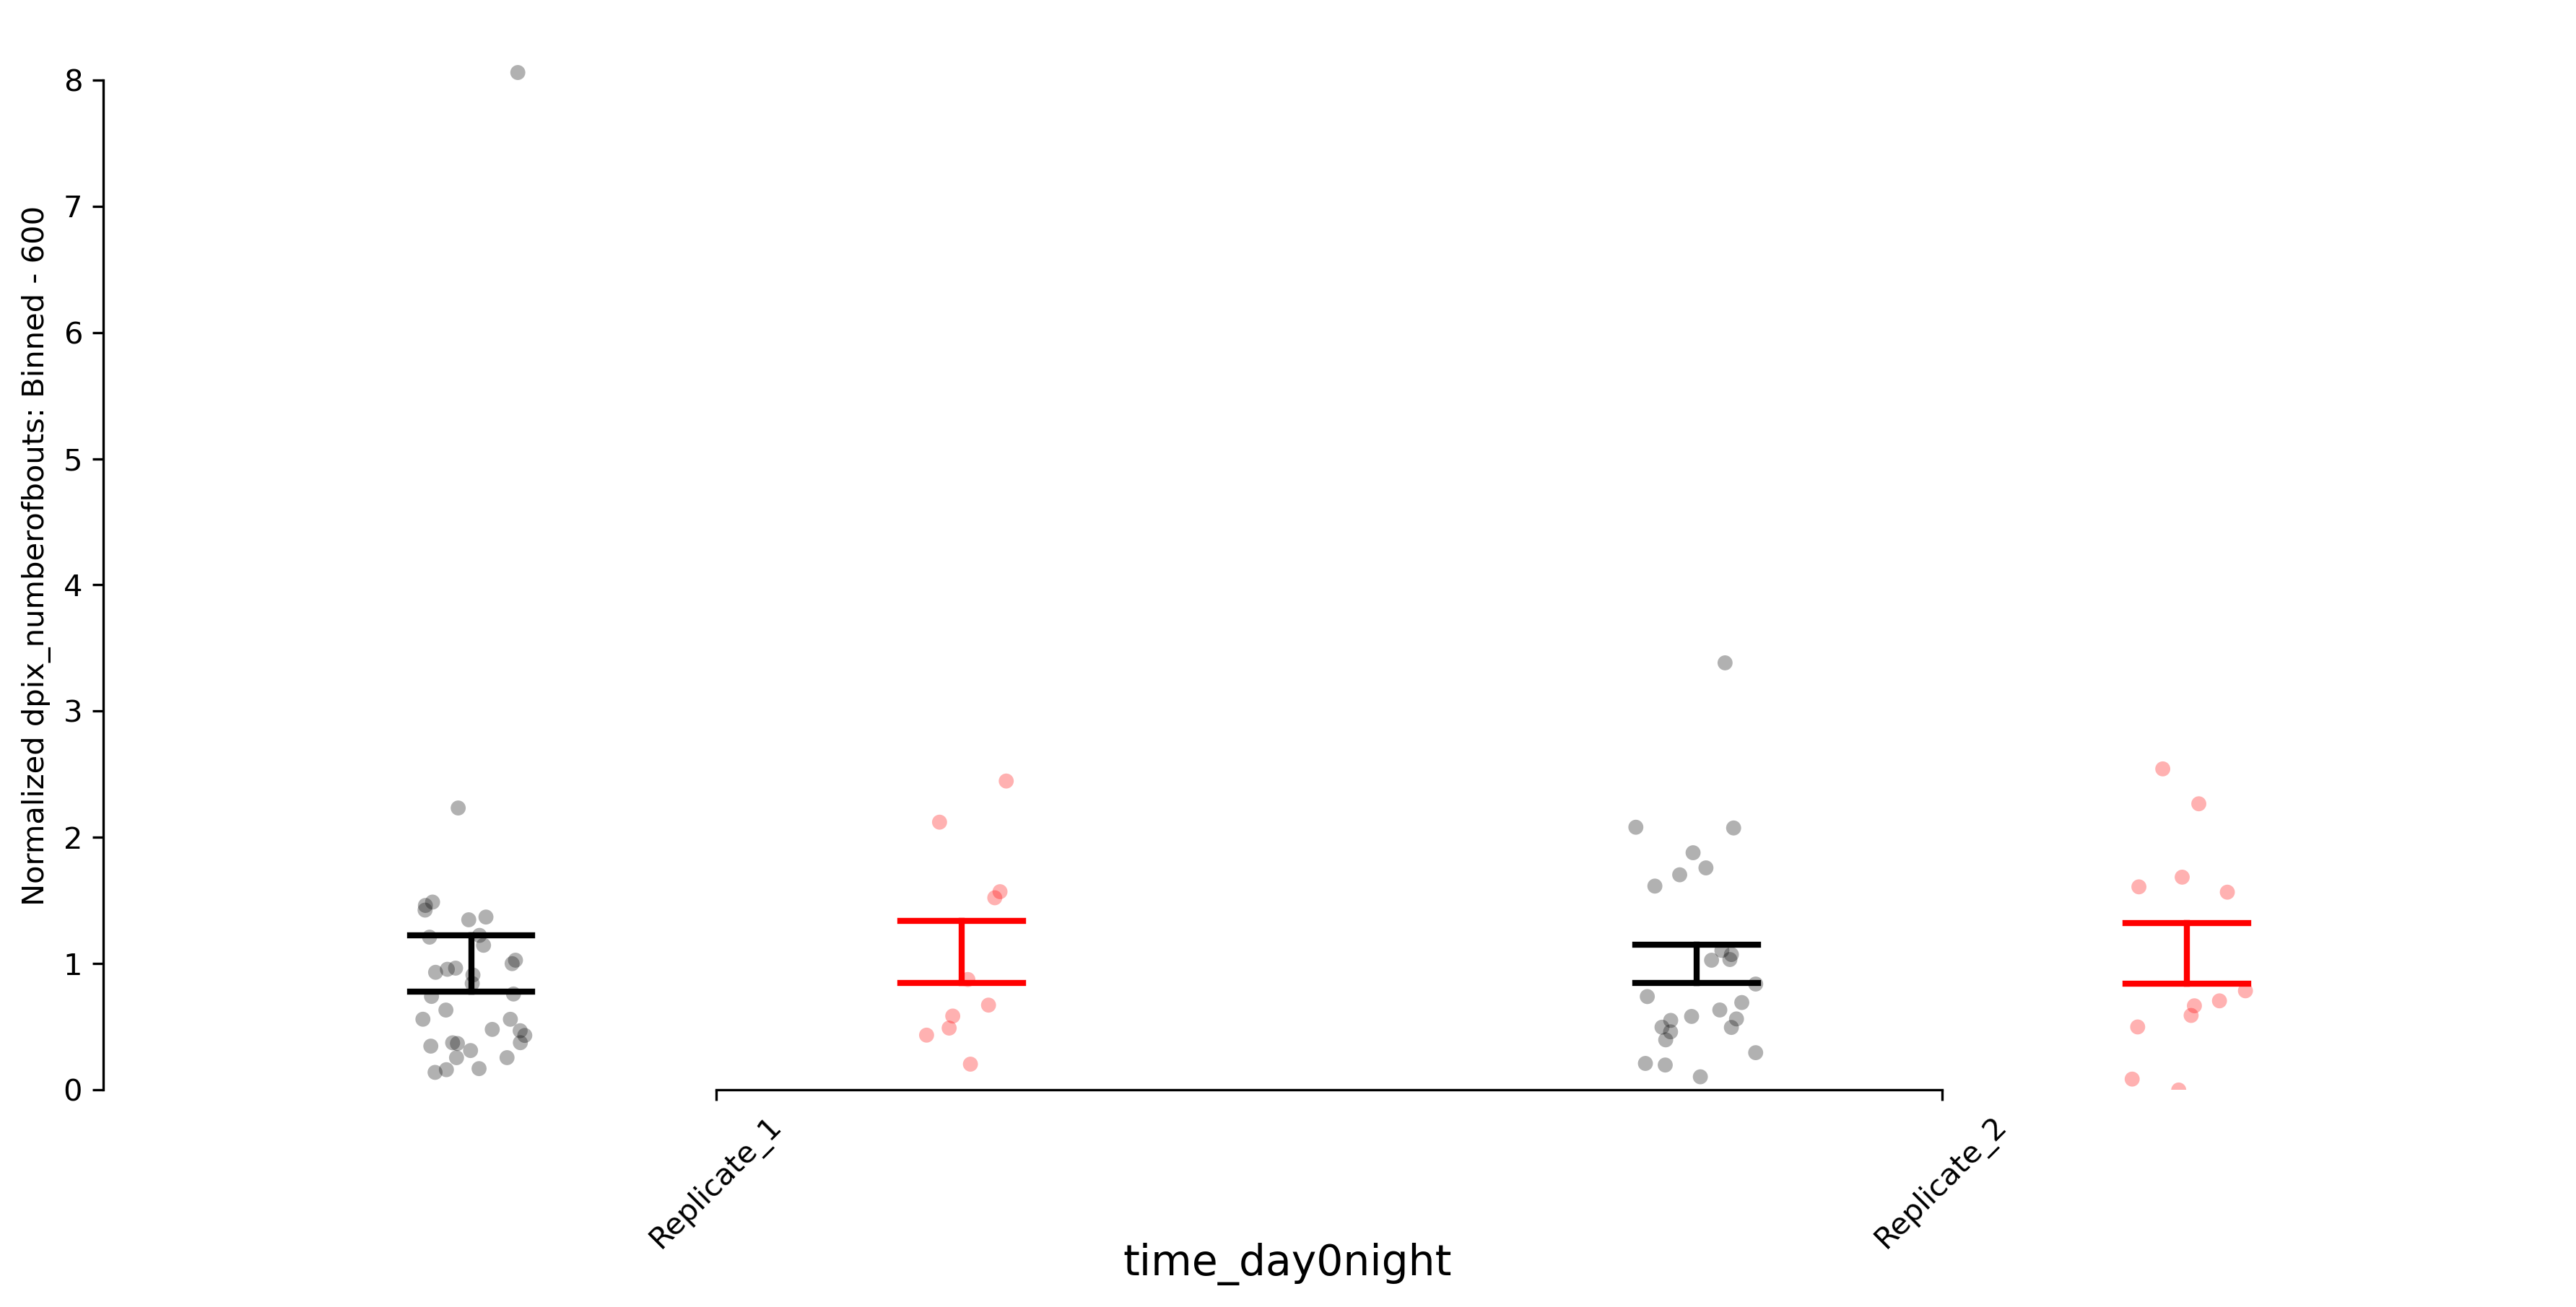 Normalized dpix_numberofbouts: Binned - 600
8
7
6
5
4
3
2
1
0
Replicate_1
Replicate_2
time_day0night